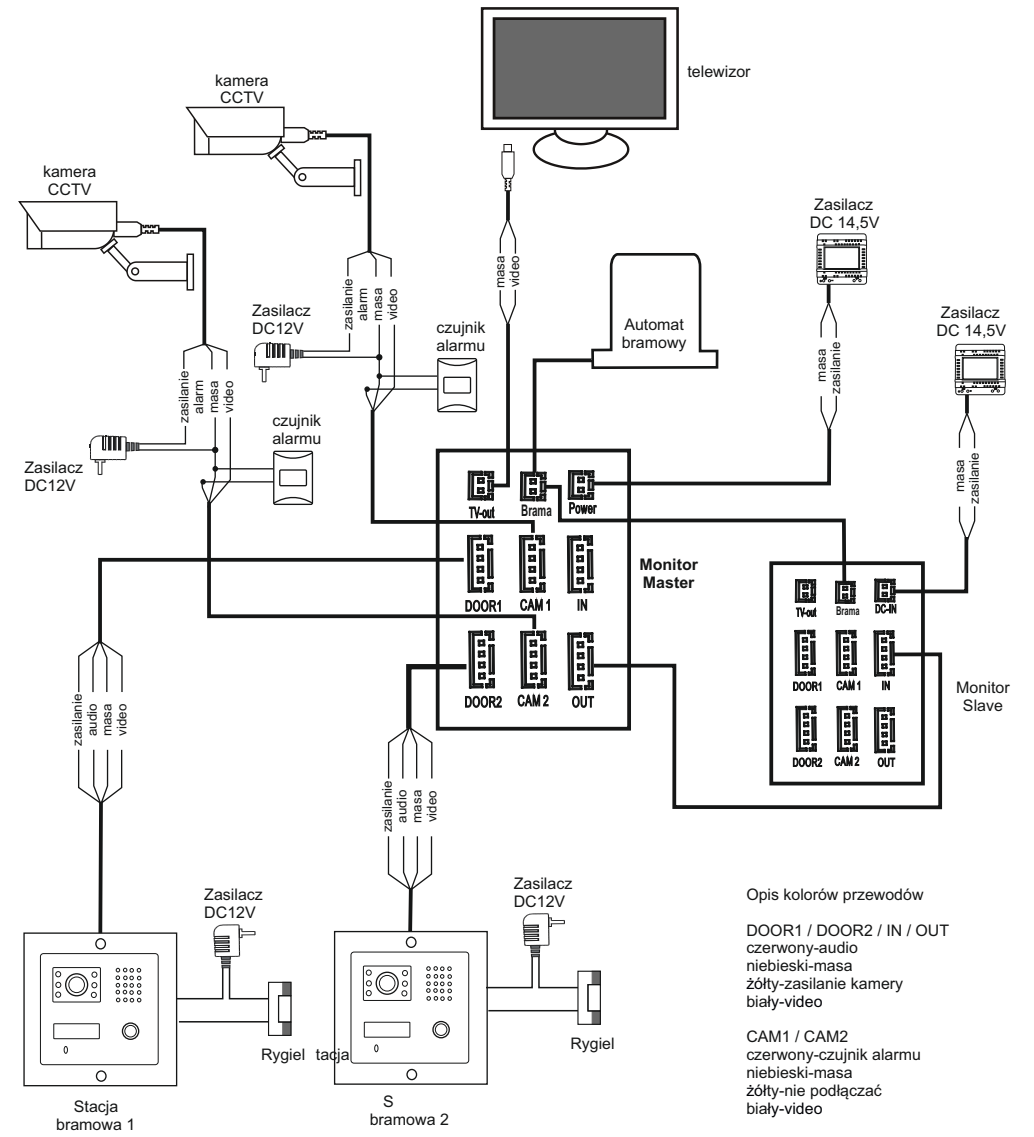 telewizor
kamera
CCTV
kamera
CCTV
Zasilacz
DC 14,5V
Zasilacz
DC 14,5V
zasilanie
alarm
masa
video
masa
video
Zasilacz
DC12V
czujnik
alarmu
Automat
bramowy
masa
zasilanie
masa
zasilanie
zasilanie
alarm
masa
video
Zasilacz
DC12V
czujnik
alarmu
TV-out
Brama
Power
DOOR1
CAM 1
IN
DOOR2
CAM 2
OUT
Monitor
Master
TV-out
Brama
DC-IN
DOOR1
CAM 1
IN
DOOR2
CAM 2
OUT
Monitor
Slave
zasilanie
audio
masa
video
zasilanie
audio
masa
video
Zasilacz
DC12V
Zasilacz
DC12V
Rygiel
tacja
Rygiel
Stacja
bramowa 1
S
bramowa 2
Opis kolorów przewodów
DOOR1 / DOOR2 / IN / OUT
czerwony-audio
niebieski-masa
żółty-zasilanie kamery
biały-video
CAM1 / CAM2
czerwony-czujnik alarmu
niebieski-masa
żółty-nie podłączać
biały-video